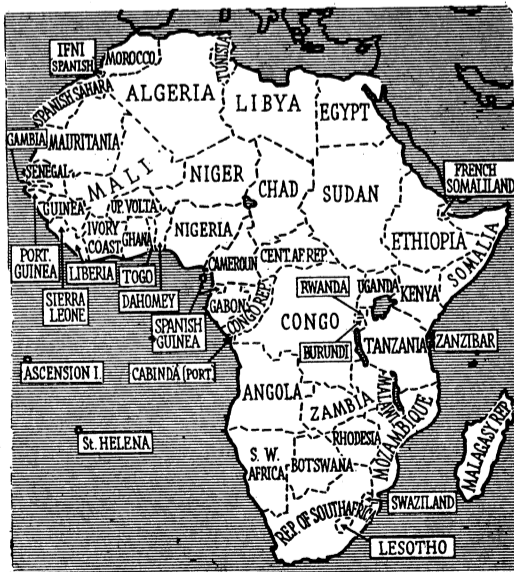 IFNI
SPANISH
MOROCCO
TUNISIA
SPANISH SAHARA
ALGERIA
LIBYA
EGYPT
GAMBIA
MAURITANIA
MALI
NIGER
CHAD
SUDAN
FRENCH
SOMALILAND
SENEGAL
GUINEA
UP. VOLTA
IVORY
COAST
GHANA
NIGERIA
ETHIOPIA
SOMALIA
PORT.
GUINEA
LIBERIA
TOGO
SIERRA
LEONE
DAHOMEY
CAMEROUN
CENT. AF. REP.
SPANISH
GUINEA
GABON
CONGO REP.
CONGO
RWANDA
UGANDA
KENYA
BURUNDI
TANZANIA
ZANZIBAR
ASCENSION I.
CABINDA (PORT.)
ANGOLA
ZAMBIA
MALAWI
MOZAMBIQUE
St. HELENA
RHODESIA
S. W.
AFRICA
BOTSWANA
MALAGASY REP.
SWAZILAND
REP. OF SOUTH AFRICA
LESOTHO